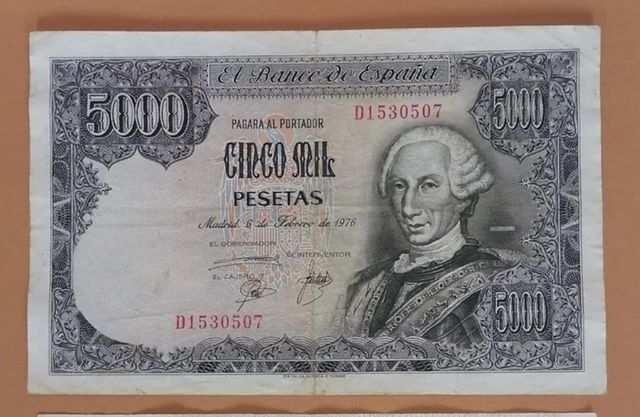 El Banco de España
5000
5000
PAGARA AL PORTADOR
D1530507
CINCO MIL
PESETAS
Madrid, 6 de Febrero de 1976
EL GOBERNADOR
EL INTERVENTOR
EL CAJERO
D1530507
5000